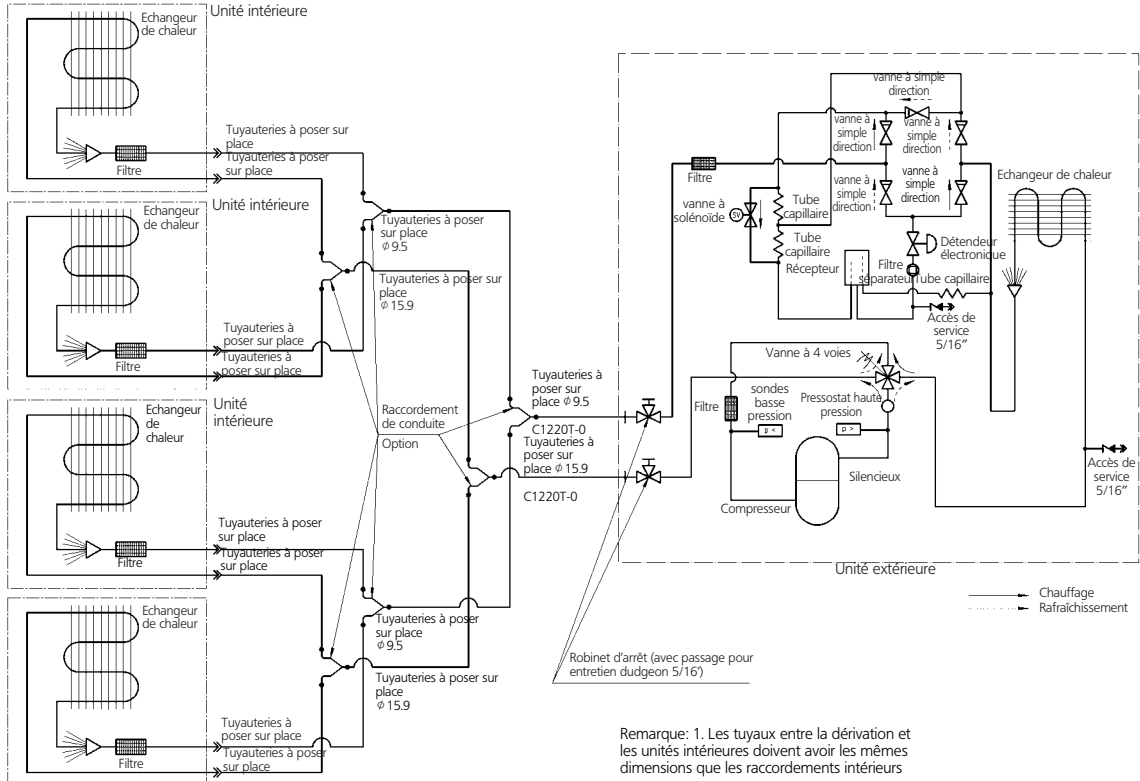 Unité intérieure
Echangeur
de chaleur
Filtre
Tuyauteries à poser sur
place
Tuyauteries à poser
sur place
Unité intérieure
Echangeur
de chaleur
Filtre
Tuyauteries à
poser sur place
Tuyauteries à
poser sur place
Tuyauteries à poser
sur place
ϕ 9.5
Tuyauteries à poser sur
place
ϕ 15.9
Unité
intérieure
Echangeur
de
chaleur
Filtre
Tuyauteries à poser
sur place
Tuyauteries à poser
sur place
Raccordement
de conduite
Option
Tuyauteries à
poser sur
place ϕ 9.5
C1220T-0
Tuyauteries à
poser sur
place ϕ 15.9
C1220T-0
Echangeur
de chaleur
Filtre
Tuyauteries à
poser sur place
Tuyauteries à
poser sur place
Tuyauteries à poser
sur place
ϕ 9.5
Tuyauteries à poser sur
place
ϕ 15.9
Robinet d'arrêt (avec passage pour
entretien dudgeon 5/16')
vanne à simple
direction
vanne à
simple
direction
vanne à
simple
direction
vanne à
simple
direction
vanne à
simple
direction
Filtre
vanne à
solénoïde
SV
Tube
capillaire
Tube
capillaire
Récepteur
Echangeur de chaleur
Détendeur
électronique
Filtre
séparateur
Tube capillaire
Accès de
service
5/16″
Vanne à 4 voies
Filtre
sondes
basse
pression
P <
Pressostat haute
pression
P >
Silencieux
Compresseur
Accès de
service
5/16″
Unité extérieure
Chauffage
Rafraîchissement
Remarque: 1. Les tuyaux entre la dérivation et
les unités intérieures doivent avoir les mêmes
dimensions que les raccordements intérieurs